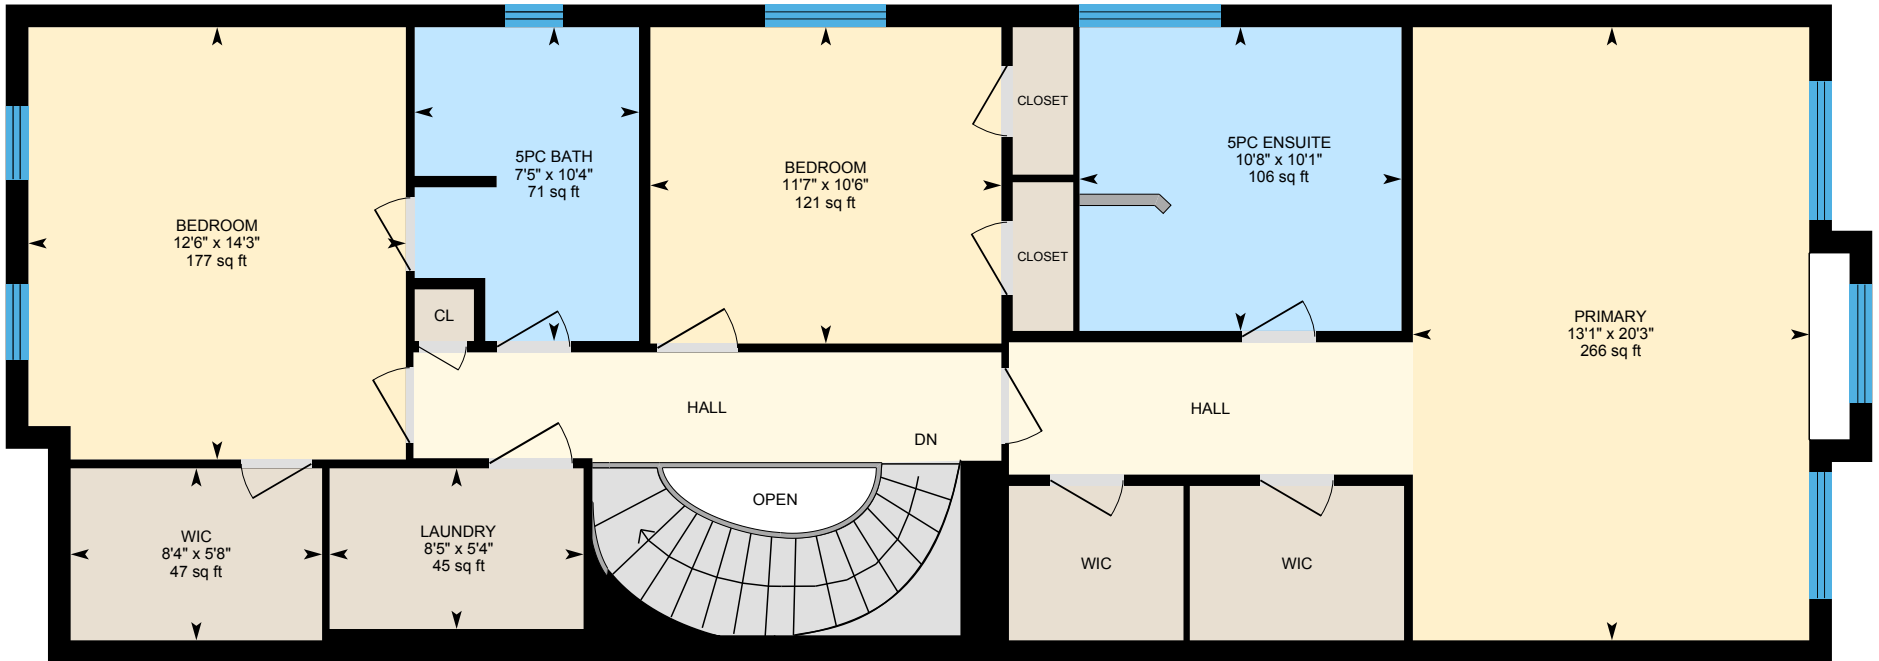 BEDROOM
12'6" x 14'3"
177 sq ft
5PC BATH
7'5" x 10'4"
71 sq ft
CL
BEDROOM
11'7" x 10'6"
121 sq ft
CLOSET
CLOSET
5PC ENSUITE
10'8" x 10'1"
106 sq ft
PRIMARY
13'1" x 20'3"
266 sq ft
HALL
DN
HALL
WIC
8'4" x 5'8"
47 sq ft
LAUNDRY
8'5" x 5'4"
45 sq ft
OPEN
WIC
WIC